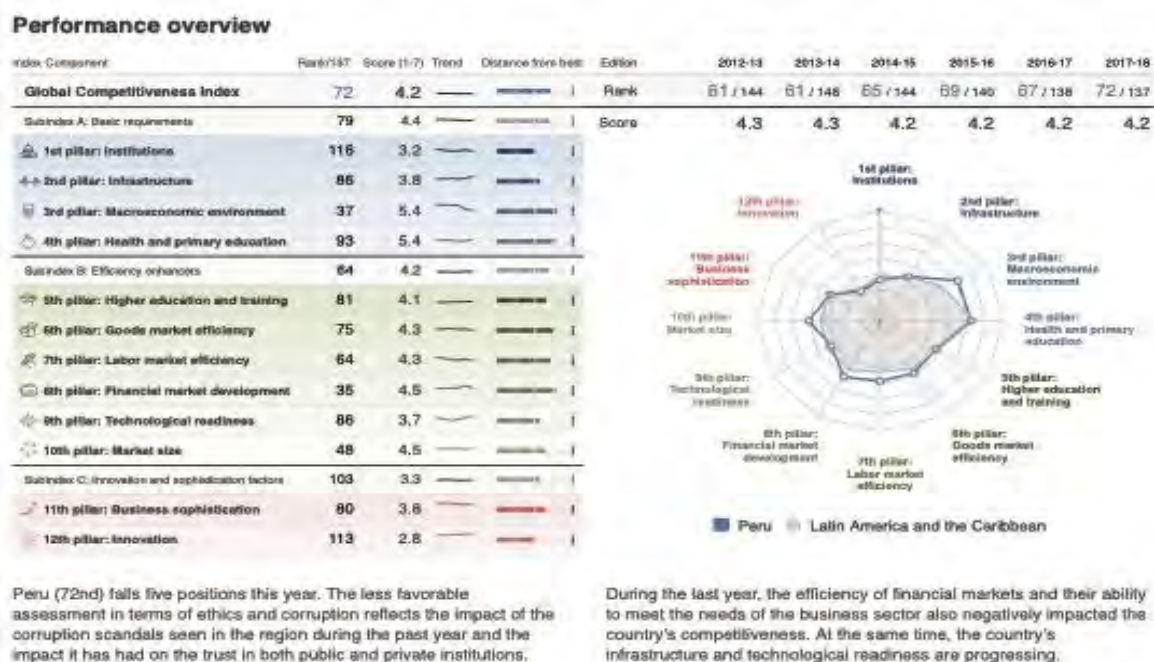 Performance overview
Index Component Rank/137 Score (1-7) Trend Distance from best
Global Competitiveness Index 72 4.2
Subindex A: Basic requirements 79 4.4
1st pillar: Institutions 116 3.2
2nd pillar: Infrastructure 86 3.8
3rd pillar: Macroeconomic environment 37 5.4
4th pillar: Health and primary education 93 5.4
Subindex B: Efficiency enhancers 64 4.2
5th pillar: Higher education and training 81 4.1
6th pillar: Goods market efficiency 75 4.3
7th pillar: Labor market efficiency 64 4.3
8th pillar: Financial market development 35 4.5
9th pillar: Technological readiness 86 3.7
10th pillar: Market size 48 4.5
Subindex C: Innovation and sophistication factors 103 3.3
11th pillar: Business sophistication 80 3.8
12th pillar: Innovation 113 2.8
Edition 2012-13 2013-14 2014-15 2015-16 2016-17 2017-18
Rank 61 / 144 61 / 148 65 / 144 69 / 140 67 / 138 72 / 137
Score 4.3 4.3 4.2 4.2 4.2 4.2
1st pillar:
Institutions
2nd pillar:
Infrastructure
3rd pillar:
Macroeconomic
environment
4th pillar:
Health and primary
education
5th pillar:
Higher education
and training
6th pillar:
Goods market
efficiency
7th pillar:
Labor market
efficiency
8th pillar:
Financial market
development
9th pillar:
Technological
readiness
10th pillar:
Market size
11th pillar:
Business
sophistication
12th pillar:
Innovation
Peru Latin America and the Caribbean
Peru (72nd) falls five positions this year. The less favorable
assessment in terms of ethics and corruption reflects the impact of the
corruption scandals seen in the region during the past year and the
impact it has had on the trust in both public and private institutions.
During the last year, the efficiency of financial markets and their ability
to meet the needs of the business sector also negatively impacted the
country's competitiveness. At the same time, the country's
infrastructure and technological readiness are progressing.